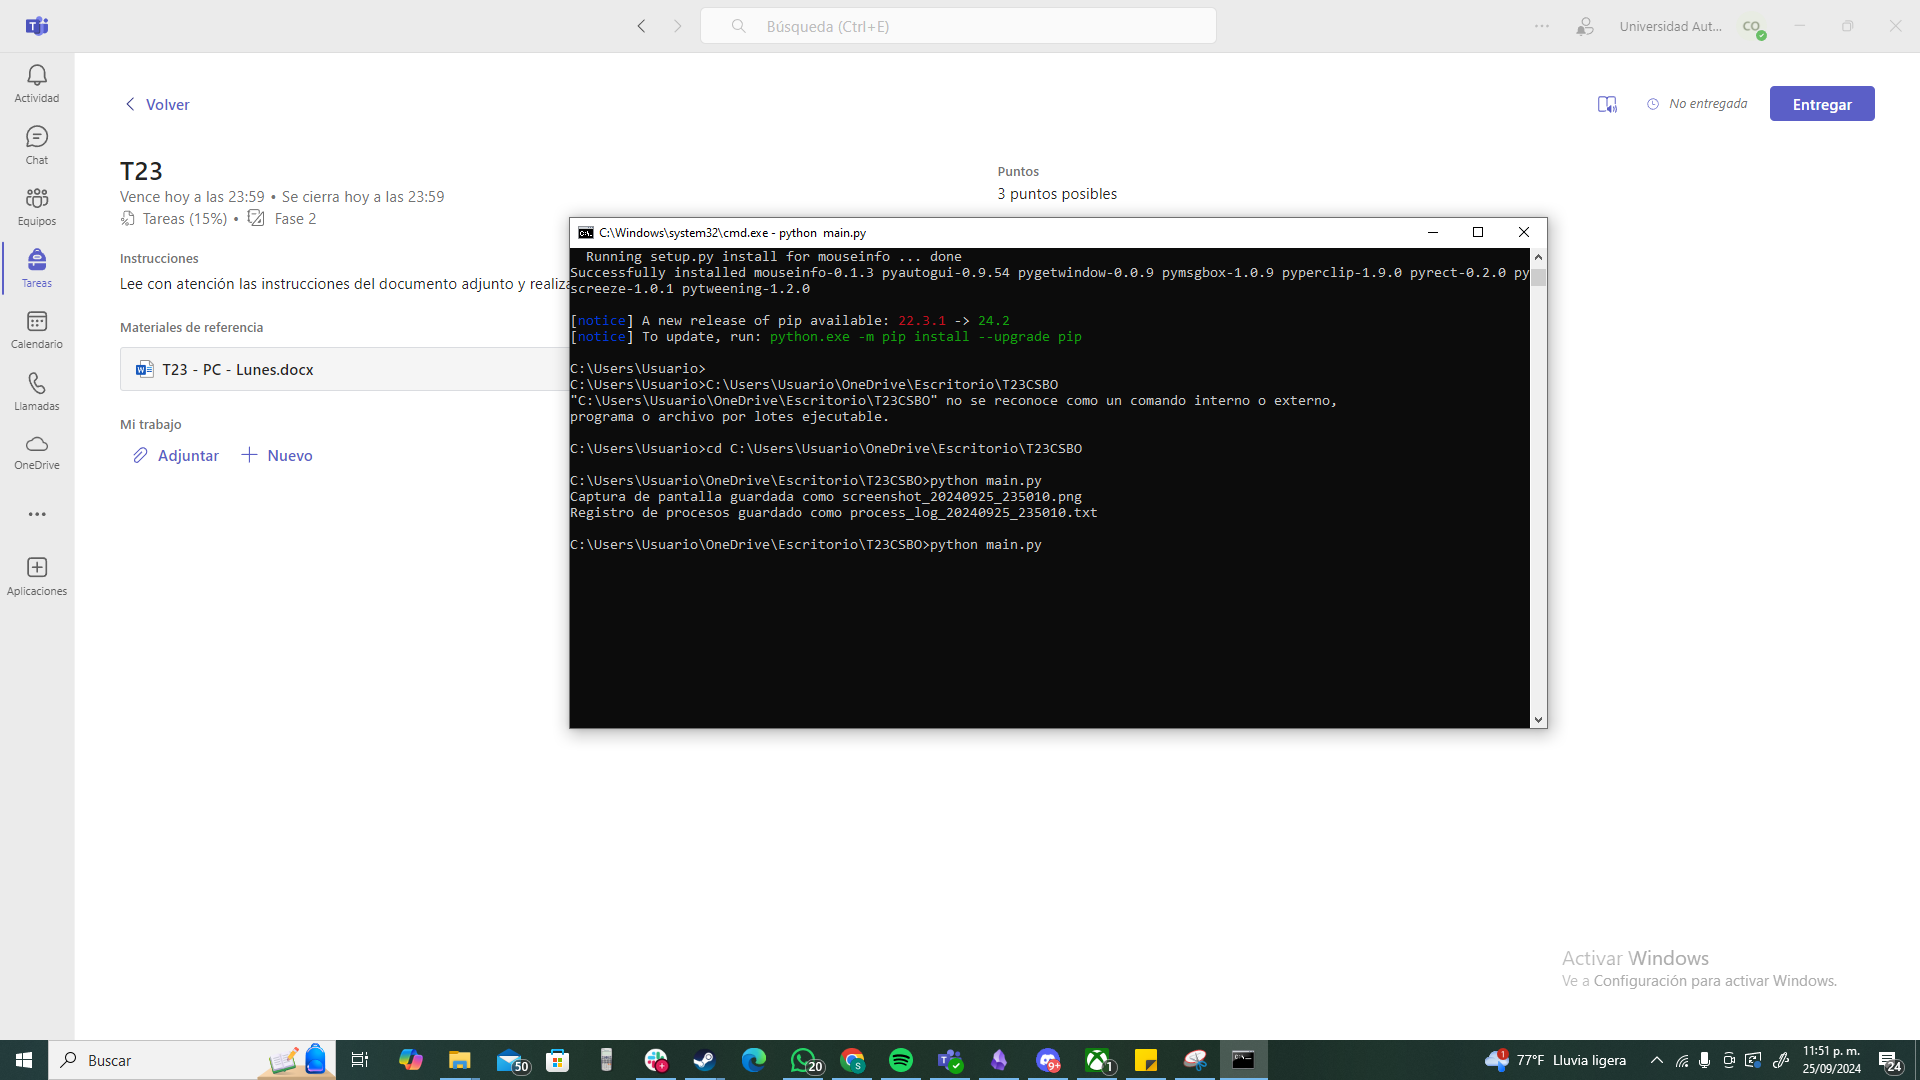 Búsqueda (Ctrl+E)
Universidad Aut...
CO
Actividad
Chat
Equipos
Tareas
Calendario
Llamadas
OneDrive
Aplicaciones
Volver
No entregada
Entregar
T23
Vence hoy a las 23:59 • Se cierra hoy a las 23:59
Tareas (15%) • Fase 2
Puntos
3 puntos posibles
Instrucciones
Lee con atención las instrucciones del documento adjunto y realiza
Materiales de referencia
T23 - PC - Lunes.docx
Mi trabajo
Adjuntar
Nuevo
C:\Windows\system32\cmd.exe - python  main.py
Running setup.py install for mouseinfo ... done
Successfully installed mouseinfo-0.1.3 pyautogui-0.9.54 pygetwindow-0.0.9 pymsgbox-1.0.9 pyperclip-1.9.0 pyrect-0.2.0 py
screeze-1.0.1 pytweening-1.2.0
[notice] A new release of pip available: 22.3.1 -> 24.2
[notice] To update, run: python.exe -m pip install --upgrade pip
C:\Users\Usuario>
C:\Users\Usuario>C:\Users\Usuario\OneDrive\Escritorio\T23CSBO
"C:\Users\Usuario\OneDrive\Escritorio\T23CSBO" no se reconoce como un comando interno o externo,
programa o archivo por lotes ejecutable.
C:\Users\Usuario>cd C:\Users\Usuario\OneDrive\Escritorio\T23CSBO
C:\Users\Usuario\OneDrive\Escritorio\T23CSBO>python main.py
Captura de pantalla guardada como screenshot_20240925_235010.png
Registro de procesos guardado como process_log_20240925_235010.txt
C:\Users\Usuario\OneDrive\Escritorio\T23CSBO>python main.py
Activar Windows
Ve a Configuración para activar Windows.
Buscar
50
20
9+
1
1
77°F Lluvia ligera
11:51 p. m.
25/09/2024
24